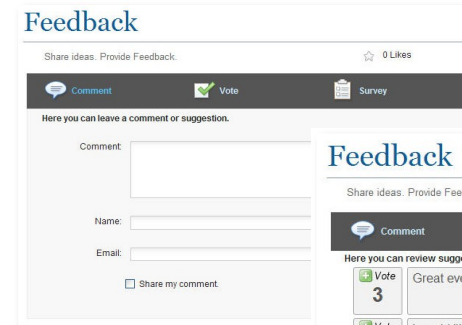 Feedback
Share ideas. Provide Feedback.
0 Likes
Comment
Vote
Survey
Here you can leave a comment or suggestion.
Comment:
Name:
Email:
Share my comment.
Feedback
Share ideas. Provide Fee
Comment
Here you can review sugge
Vote
3
Great eve